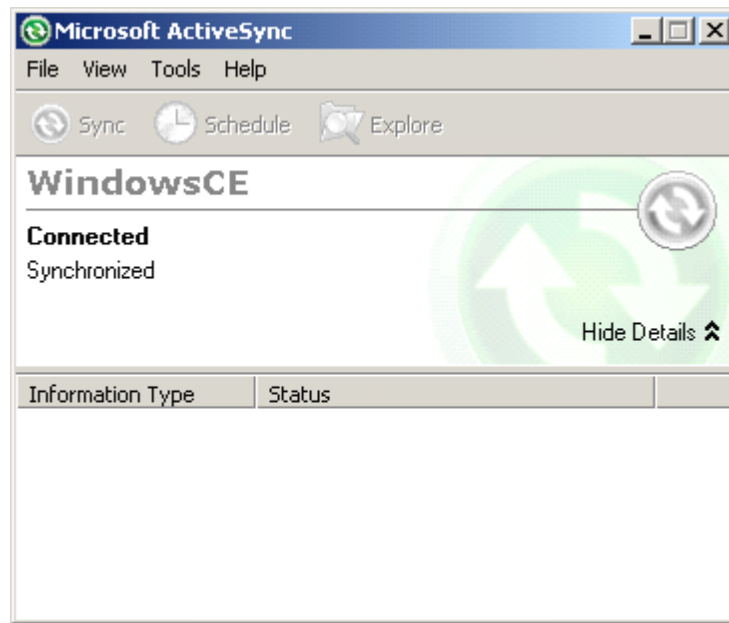 Microsoft ActiveSync
File View Tools Help
Sync Schedule Explore
WindowsCE
Connected
Synchronized
Hide Details
Information Type Status